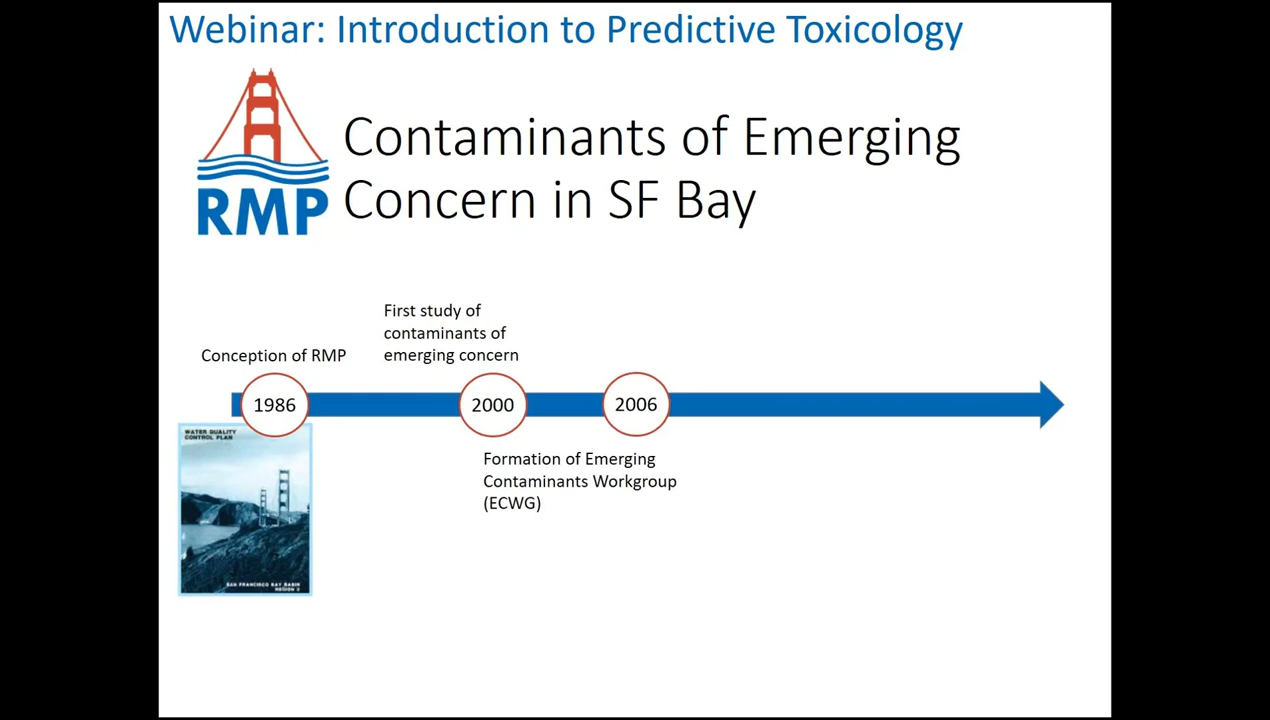 Webinar: Introduction to Predictive Toxicology
RMP
Contaminants of Emerging
Concern in SF Bay
First study of
contaminants of
emerging concern
Conception of RMP
1986
2000
2006
WATER QUALITY
CONTROL PLAN
Formation of Emerging
Contaminants Workgroup
(ECWG)
SAN FRANCISCO BAY BASIN
REGION 2